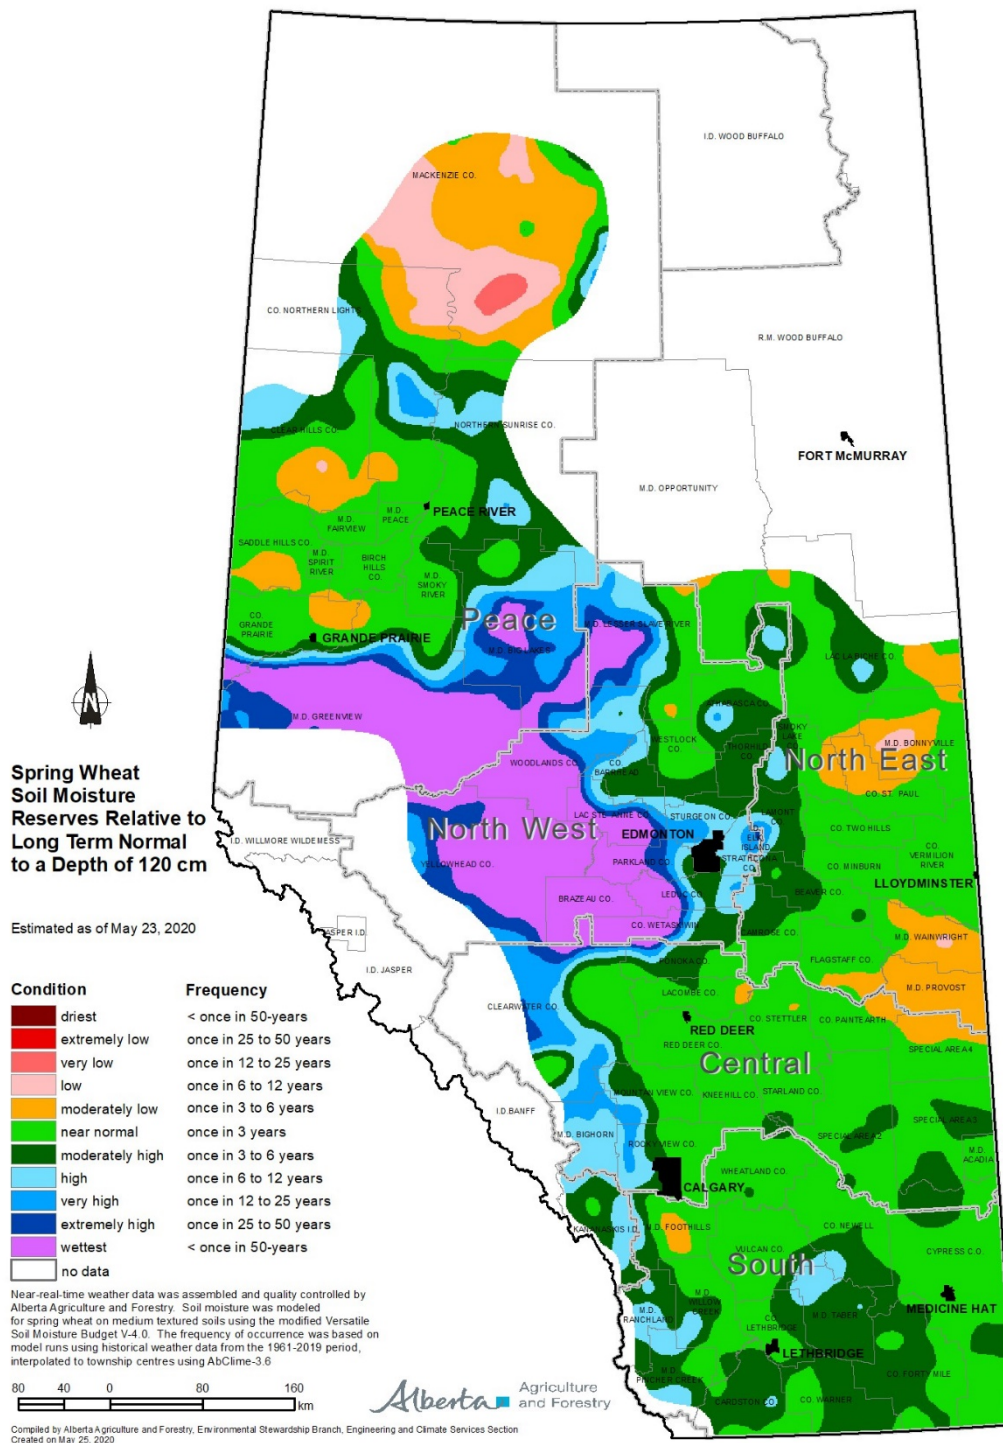 I.D. WOOD BUFFALO
MACKENZIE CO.
CO. NORTHERN LIGHTS
R.M. WOOD BUFFALO
CLEAR HILLS CO.
NORTHERN SUNRISE CO.
FORT McMURRAY
M.D. OPPORTUNITY
PEACE RIVER
M.D.
PEACE
M.D.
FAIRVIEW
SADDLE HILLS CO.
M.D.
SPIRIT
RIVER
BIRCH
HILLS
CO.
M.D.
SMOKY
RIVER
CO.
GRANDE
PRAIRIE
GRANDE PRAIRIE
Peace
M.D. LESSER SLAVE RIVER
M.D. BIG LAKES
LAC LA BICHE CO.
N
M.D. GREENVIEW
ATHABASCA CO.
SMOKY
LAKE
WESTLOCK
CO.
THORHILD
CO.
M.D. BONNYVILLE
North East
WOODLANDS CO.
CO.
BARRHEAD
CO. ST. PAUL
Spring Wheat
Soil Moisture
Reserves Relative to
Long Term Normal
to a Depth of 120 cm
LAC STE. ANNE CO.
STURGEON CO.
LAMONT
North West
EDMONTON
ELK
ISLAND
CO. TWO HILLS
I.D. WILLMORE WILDERNESS
YELLOWHEAD CO.
PARKLAND CO.
STRATHCONA
CO.
CO. MINBURN
CO.
VERMILION
RIVER
LLOYDMINSTER
BRAZEAU CO.
LEDUC CO.
BEAVER CO.
CO. WETASKIWIN
CAMROSE CO.
M.D. WAINWRIGHT
Estimated as of May 23, 2020
JASPER I.D.
I.D. JASPER
PONOKA CO.
FLAGSTAFF CO.
M.D. PROVOST
CLEARWATER CO.
LACOMBE CO.
CO. STETTLER
CO. PAINTEARTH
RED DEER
RED DEER CO.
SPECIAL AREA 4
Central
I.D. BANFF
MOUNTAIN VIEW CO.
KNEEHILL CO.
STARLAND CO.
M.D. BIGHORN
ROCKY VIEW CO.
SPECIAL AREA 2
SPECIAL AREA 3
M.D.
ACADIA
WHEATLAND CO.
CALGARY
KANANASKIS I.D.
M.D. FOOTHILLS
CO. NEWELL
VULCAN CO.
CYPRESS CO.
South
M.D.
RANCHLAND
M.D.
WILLOW
CREEK
CO.
LETHBRIDGE
M.D. TABER
MEDICINE HAT
LETHBRIDGE
M.D.
PINCHER CREEK
CO. FORTY MILE
CARDSTON CO.
CO. WARNER
Condition Frequency
driest < once in 50-years
extremely low once in 25 to 50 years
very low once in 12 to 25 years
low once in 6 to 12 years
moderately low once in 3 to 6 years
near normal once in 3 years
moderately high once in 3 to 6 years
high once in 6 to 12 years
very high once in 12 to 25 years
extremely high once in 25 to 50 years
wettest < once in 50-years
no data
Near-real-time weather data was assembled and quality controlled by
Alberta Agriculture and Forestry. Soil moisture was modeled
for spring wheat on medium textured soils using the modified Versatile
Soil Moisture Budget V-4.0. The frequency of occurrence was based on
model runs using historical weather data from the 1961-2019 period,
interpolated to township centres using AbClime-3.6
80 40 0 80 160
km
Alberta Agriculture
and Forestry
Compiled by Alberta Agriculture and Forestry, Environmental Stewardship Branch, Engineering and Climate Services Section
Created on May 25, 2020